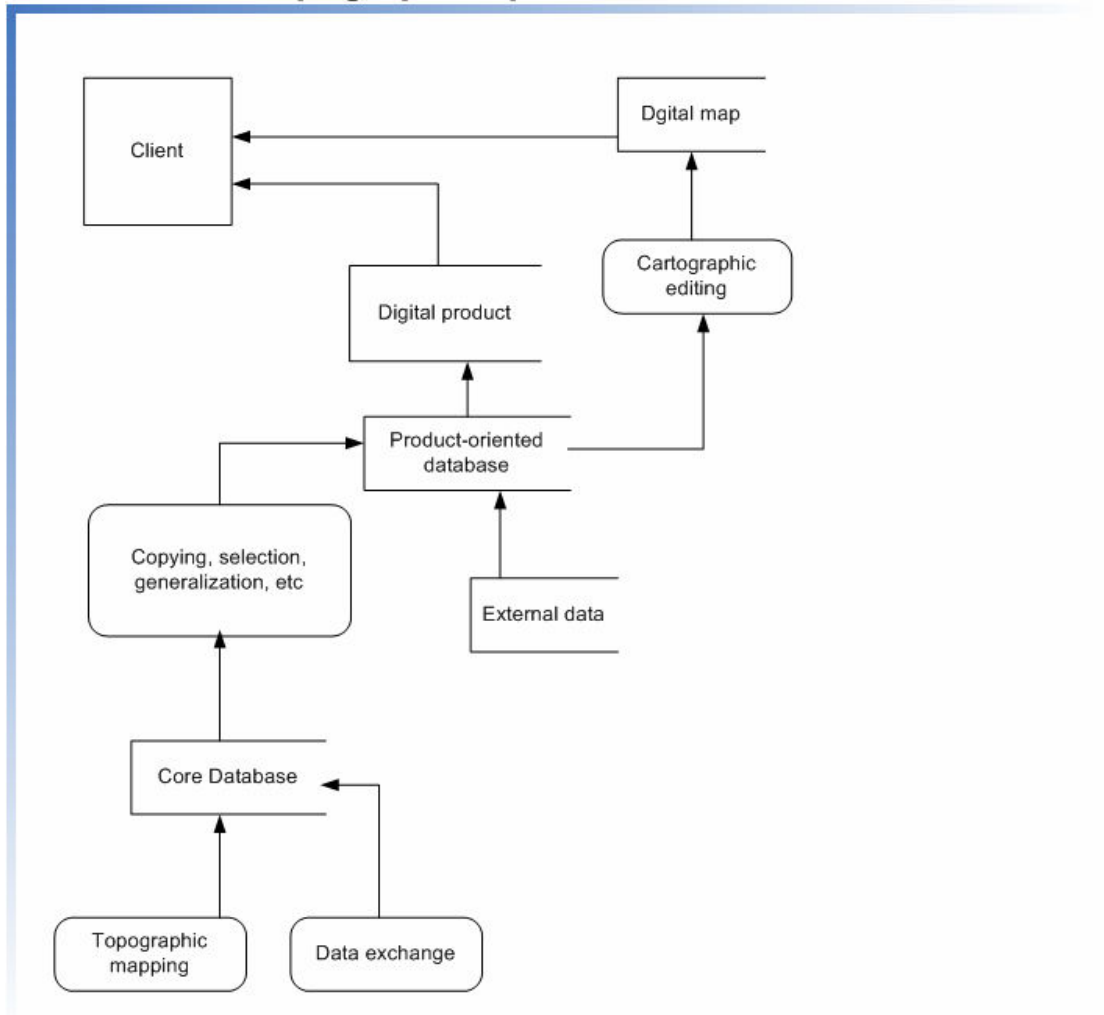 Client
Dgital map
Cartographic
editing
Digital product
Product-oriented
database
Copying, selection,
generalization, etc
External data
Core Database
Topographic
mapping
Data exchange